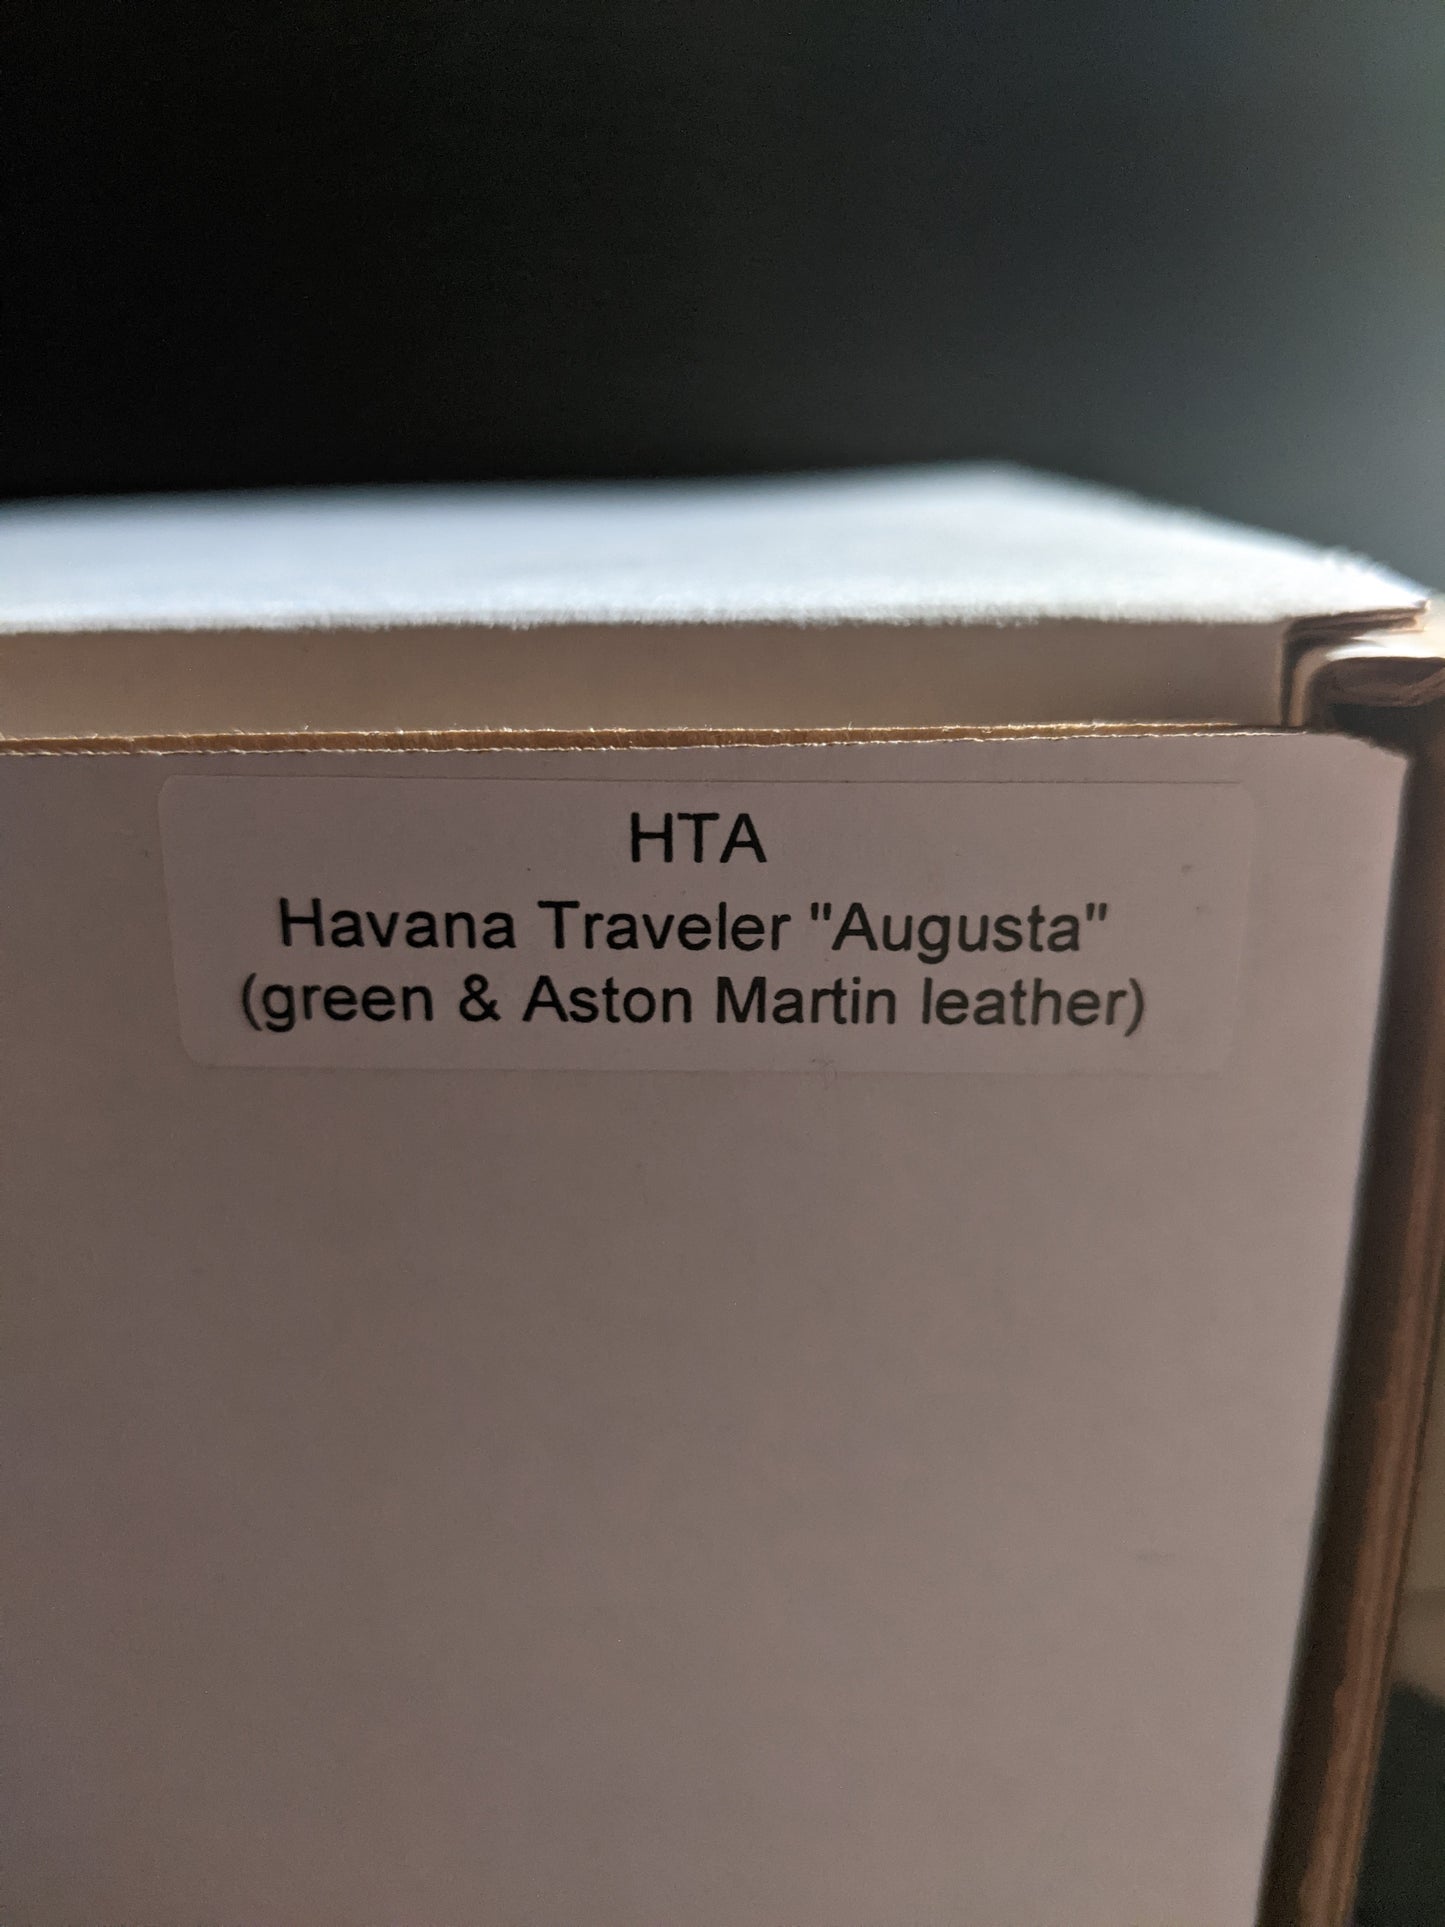 HTA
Havana Traveler "Augusta"
(green & Aston Martin leather)